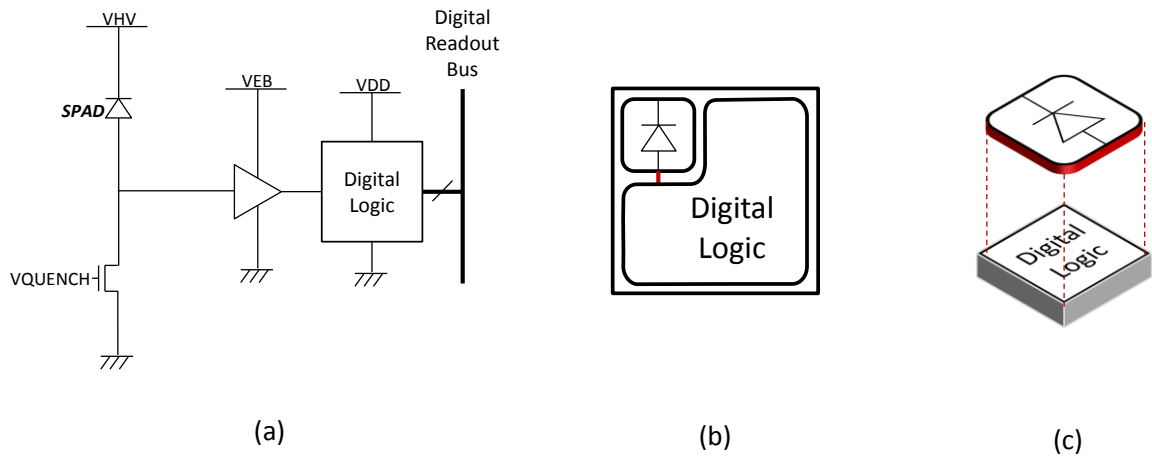 VHV
SPAD
VQUENCH
VEB
VDD
Digital
Logic
Digital
Readout
Bus
(a)
Digital
Logic
(b)
Digital
Logic
(c)